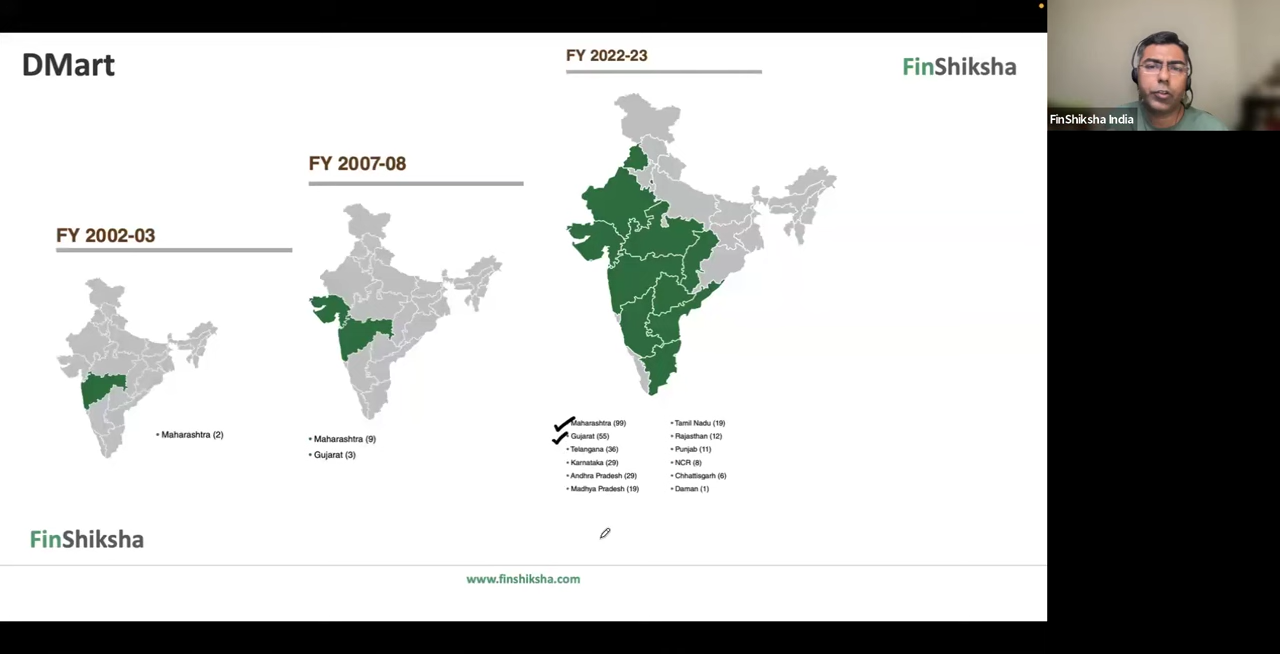 DMart
FinShiksha
FinShiksha India
FY 2002-03
• Maharashtra (2)
FY 2007-08
• Maharashtra (9)
• Gujarat (3)
FY 2022-23
Maharashtra (99)
• Gujarat (55)
• Telangana (36)
• Karnataka (29)
• Andhra Pradesh (29)
• Madhya Pradesh (19)
• Tamil Nadu (19)
• Rajasthan (12)
• Punjab (11)
• NCR (8)
• Chhattisgarh (6)
• Daman (1)
FinShiksha
www.finshiksha.com